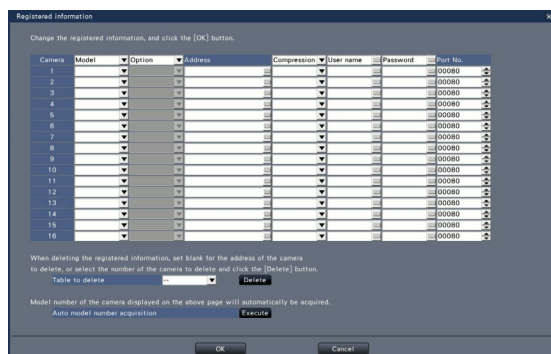 Registered information
Change the registered information, and click the [OK] button.
Camera Model Option Address Compression User name Password Port No.
1 00080
2 00080
3 00080
4 00080
5 00080
6 00080
7 00080
8 00080
9 00080
10 00080
11 00080
12 00080
13 00080
14 00080
15 00080
16 00080
When deleting the registered information, set blank for the address of the camera
to delete, or select the number of the camera to delete and click the [Delete] button.
Table to delete -- Delete
Model number of the camera displayed on the above page will automatically be acquired.
Auto model number acquisition Execute
OK Cancel